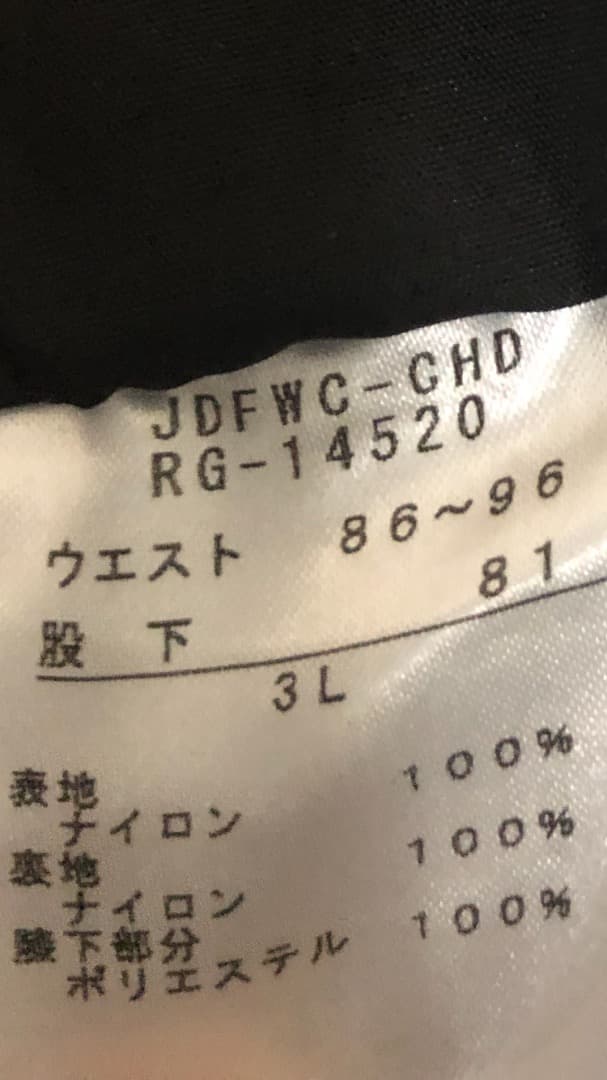 JDFWC-CHD
RG-14520
ウエスト 86～96
股下 81
3L
表地
ナイロン 100%
裏地
ナイロン 100%
膝下部分
ポリエステル 100%